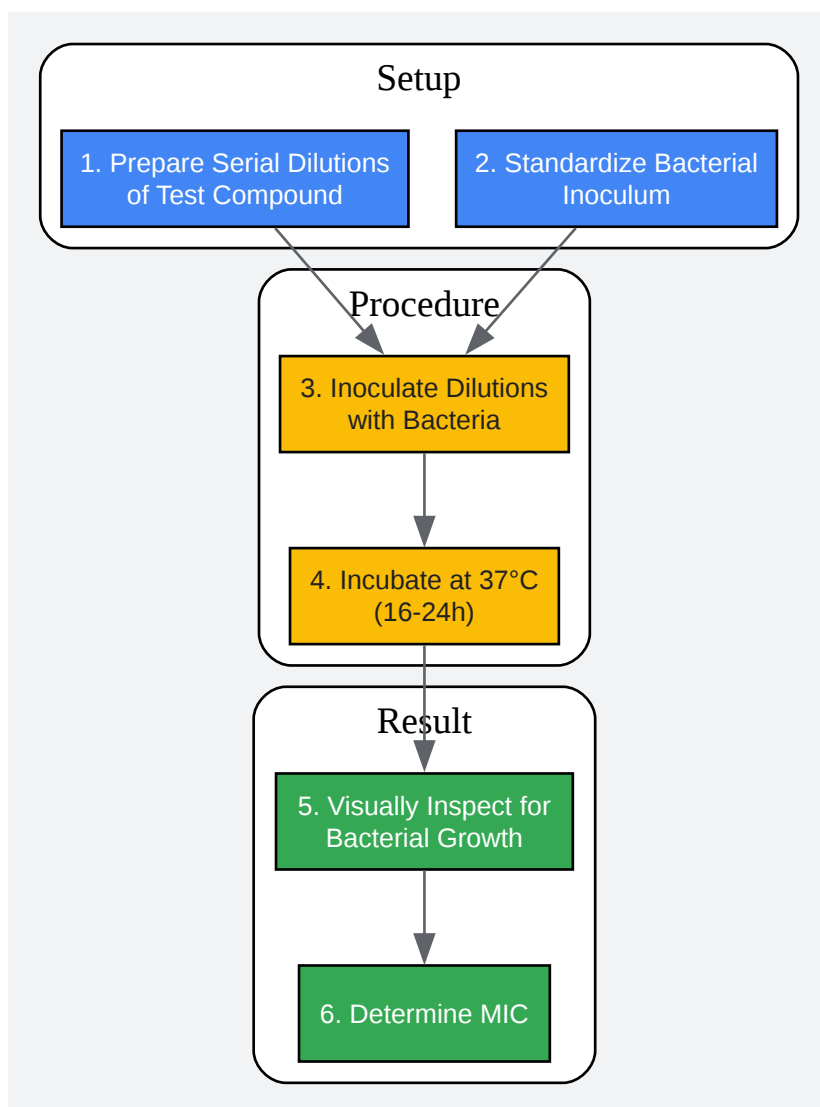 Setup
1. Prepare Serial Dilutions
of Test Compound
2. Standardize Bacterial
Inoculum
Procedure
3. Inoculate Dilutions
with Bacteria
4. Incubate at 37°C
(16-24h)
Result
5. Visually Inspect for
Bacterial Growth
6. Determine MIC